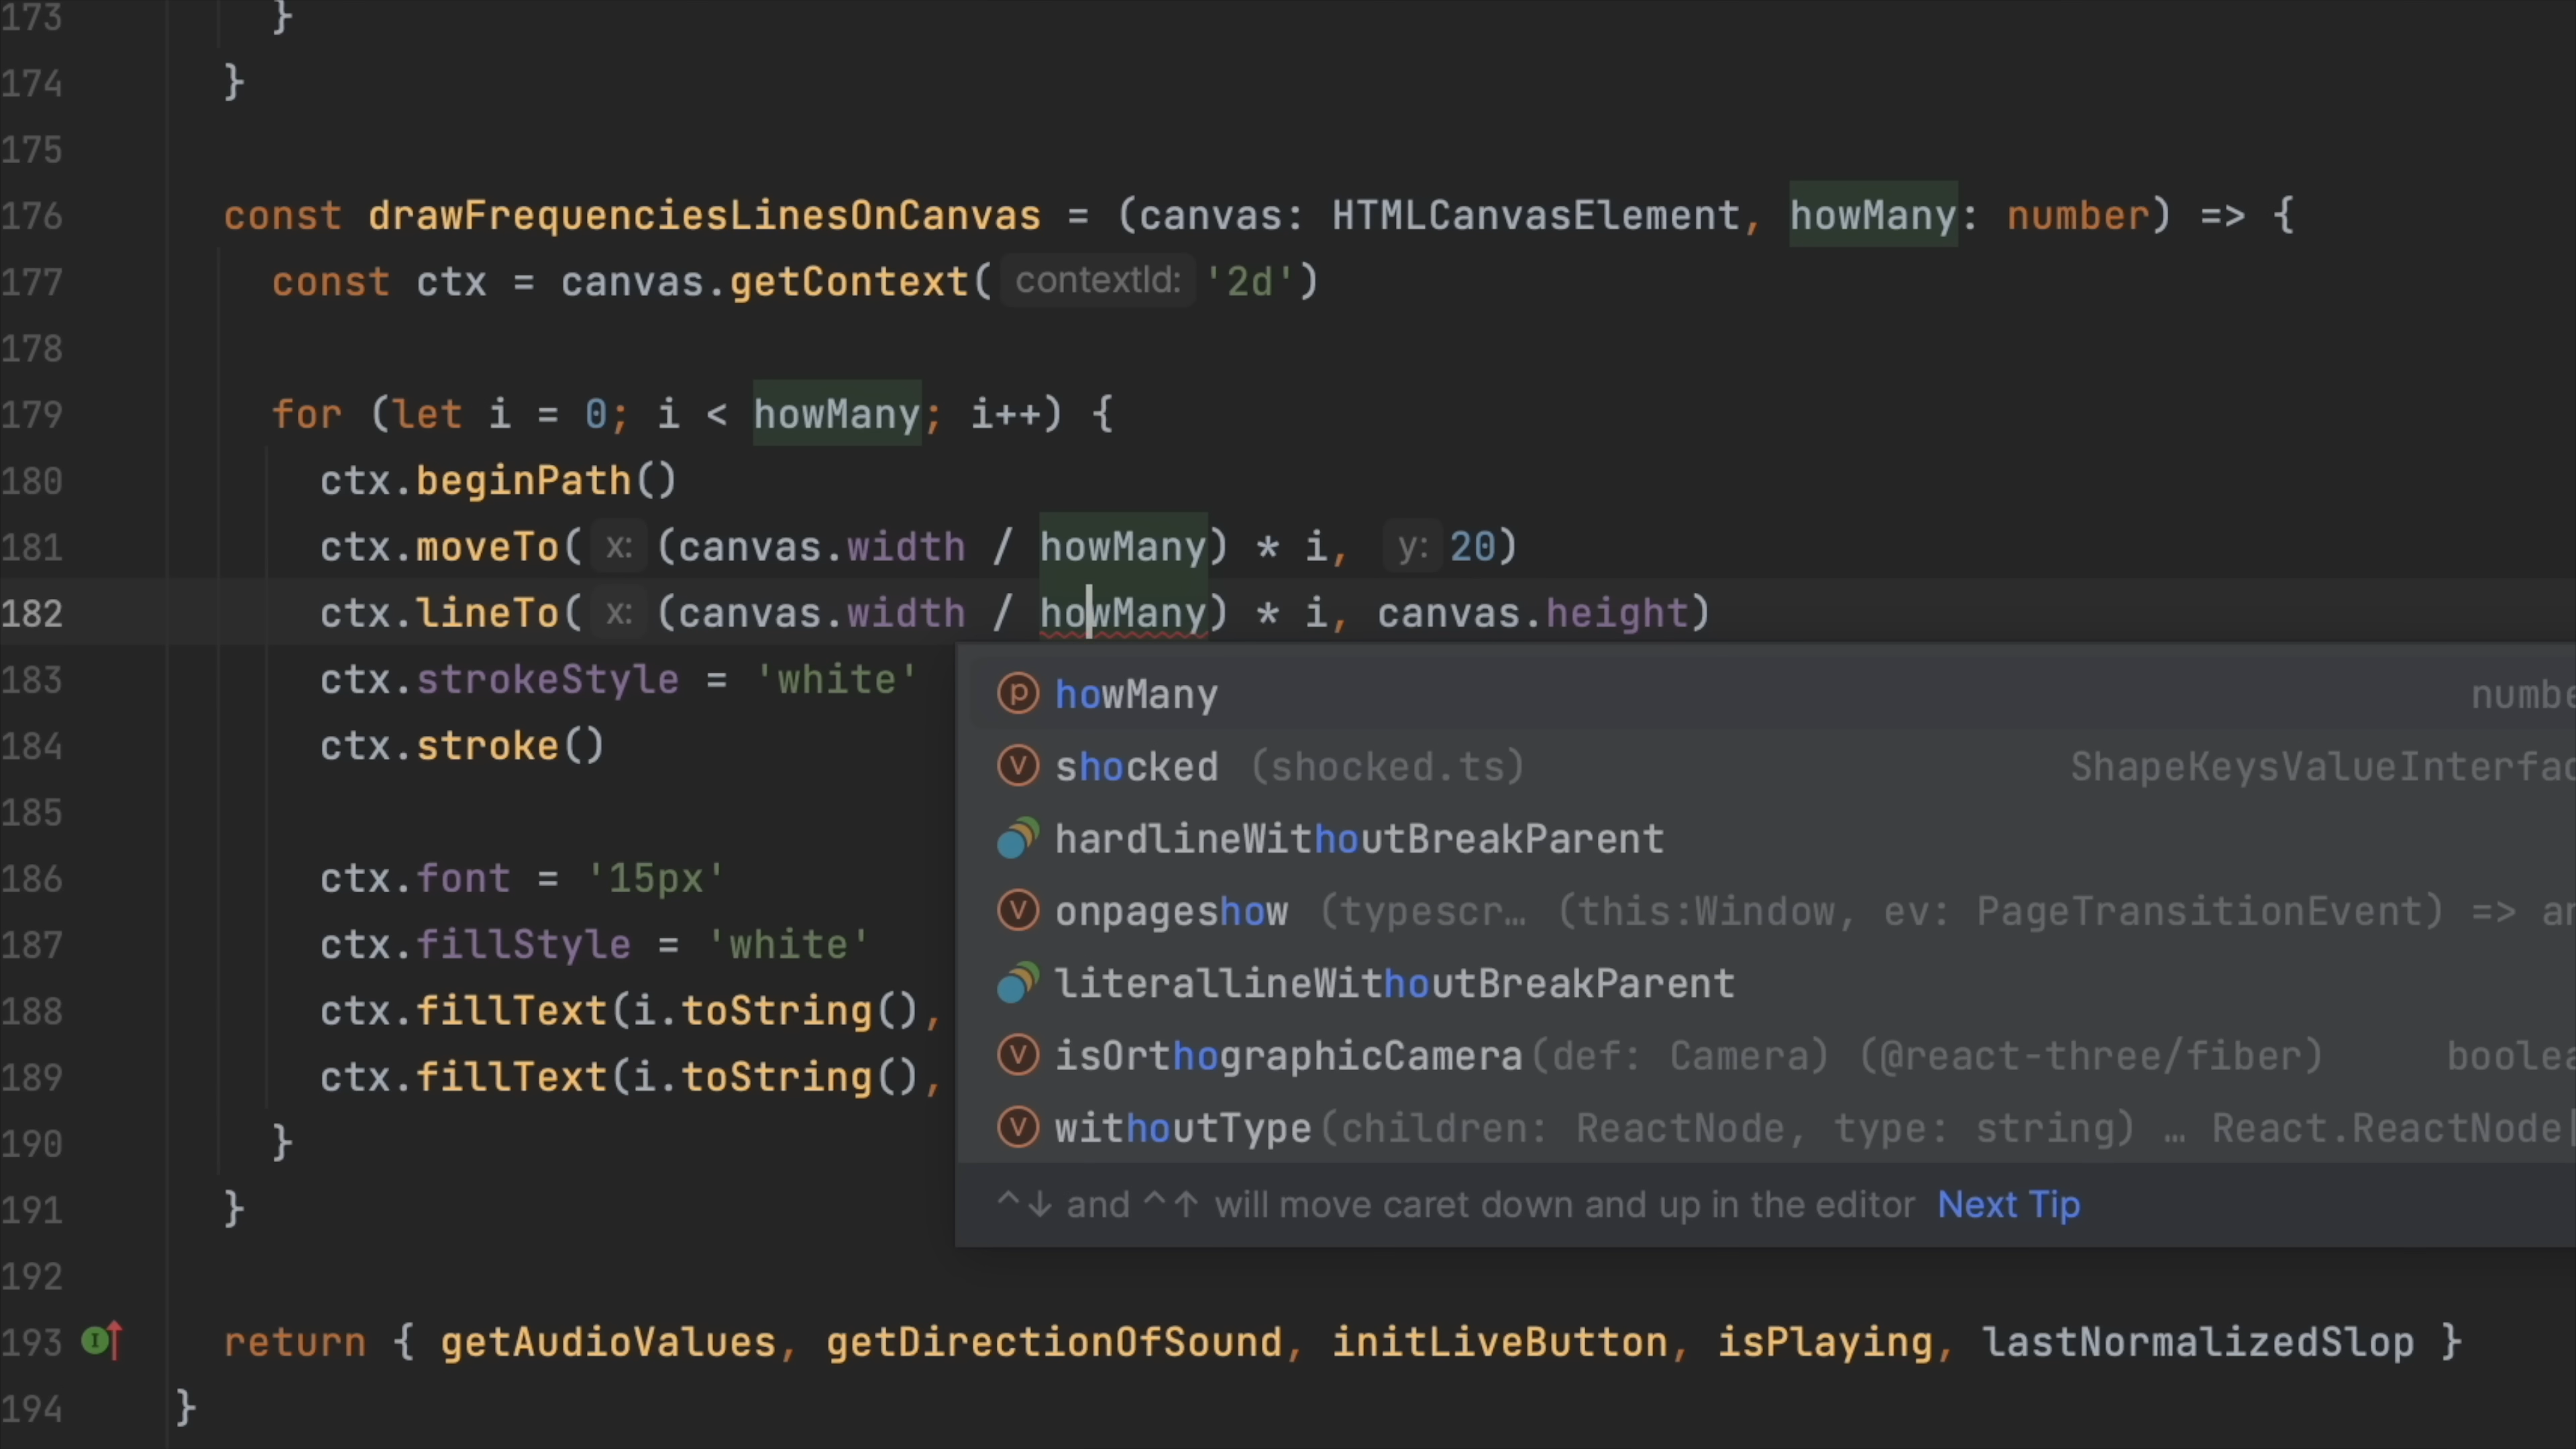 173 }
174 }
175
176 const drawFrequenciesLinesOnCanvas = (canvas: HTMLCanvasElement, howMany: number) => {
177 const ctx = canvas.getContext( contextId: '2d')
178
179 for (let i = 0; i < howMany; i++) {
180 ctx.beginPath()
181 ctx.moveTo( x: (canvas.width / howMany) * i, y: 20)
182 ctx.lineTo( x: (canvas.width / howMany) * i, canvas.height)
183 ctx.strokeStyle = 'white'
184 ctx.stroke()
185
186 ctx.font = '15px'
187 ctx.fillStyle = 'white'
188 ctx.fillText(i.toString(),
189 ctx.fillText(i.toString(),
190 }
191 }
192
193 return { getAudioValues, getDirectionOfSound, initLiveButton, isPlaying, lastNormalizedSlop }
194 }
p howMany numbe
v shocked (shocked.ts) ShapeKeysValueInterfac
hardlineWithoutBreakParent
v onpageshow (typescr… (this:Window, ev: PageTransitionEvent) => an
literallineWithoutBreakParent
v isOrthographicCamera(def: Camera) (@react-three/fiber) boolea
v withoutType(children: ReactNode, type: string) … React.ReactNode|
^↓ and ^↑ will move caret down and up in the editor Next Tip